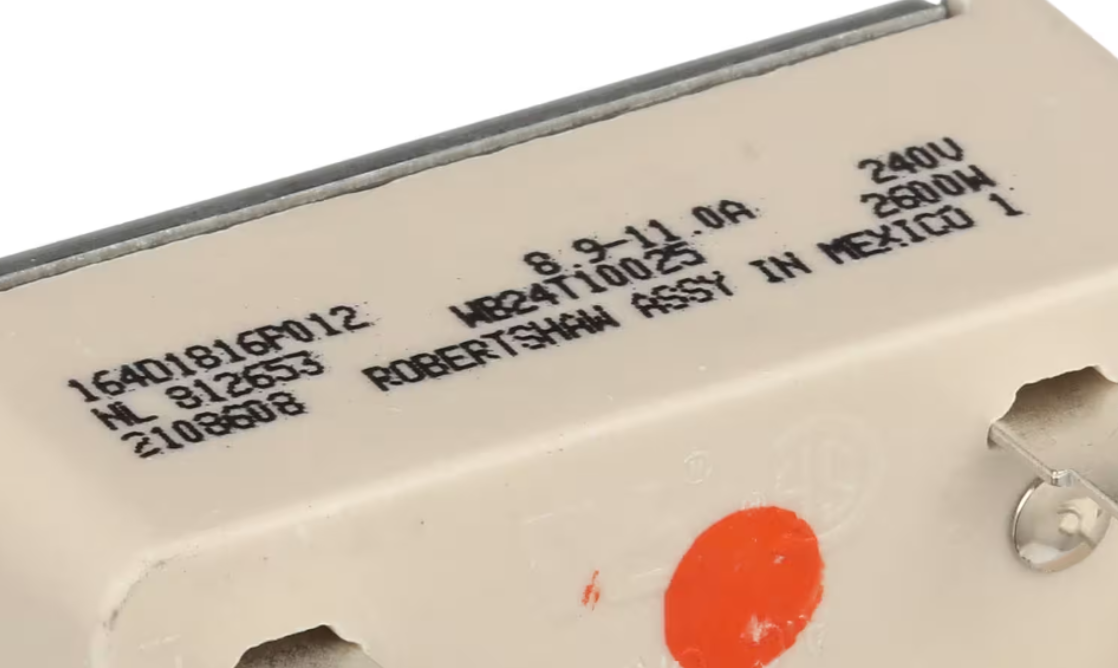 164D1816P012 8.9-11.0A 240V
NL 812653 WB24T10025 2600W
2108608 ROBERTSHAW ASSY IN MEXICO 1